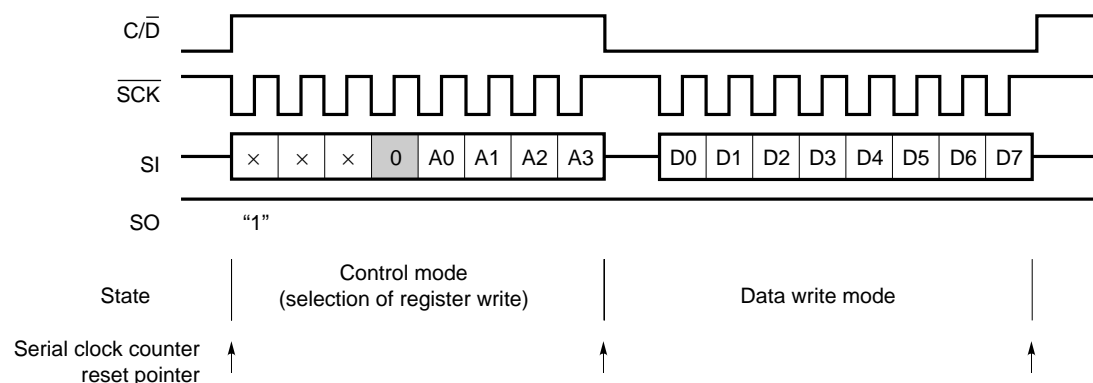 C/D̅
S̅C̅K̅
SI × × × 0 A0 A1 A2 A3 D0 D1 D2 D3 D4 D5 D6 D7
SO “1”
State
Control mode
(selection of register write)
Data write mode
Serial clock counter
reset pointer